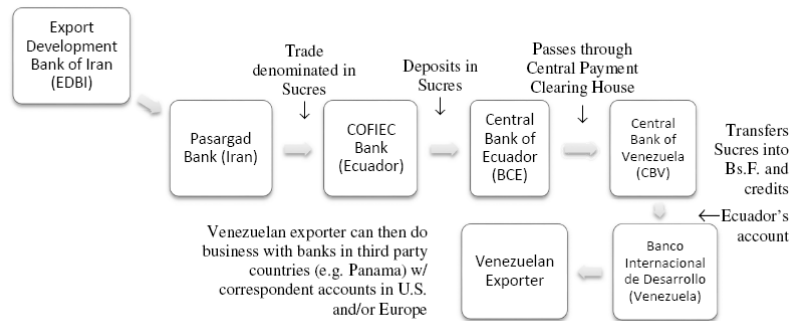 Export
Development
Bank of Iran
(EDBI)
Pasargad
Bank (Iran)
Trade
denominated in
Sucres
↓
COFIEC
Bank
(Ecuador)
Deposits in
Sucres
↓
Central
Bank of
Ecuador
(BCE)
Passes through
Central Payment
Clearing House
↓
Central
Bank of
Venezuela
(CBV)
Transfers
Sucres into
Bs.F. and
credits
←Ecuador's
account
Banco
Internacional
de Desarrollo
(Venezuela)
Venezuelan
Exporter
Venezuelan exporter can then do
business with banks in third party
countries (e.g. Panama) w/
correspondent accounts in U.S.
and/or Europe